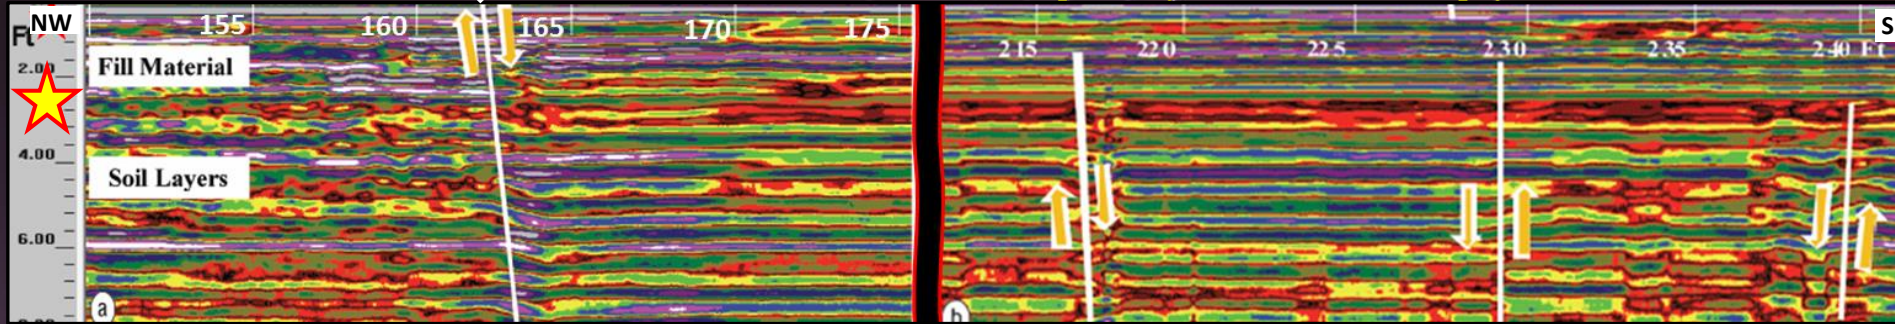 NW
Ft
155 160 165 170 175
215 220 225 230 235 240 Ft
S
2.00
Fill Material
4.00
Soil Layers
6.00
a
b